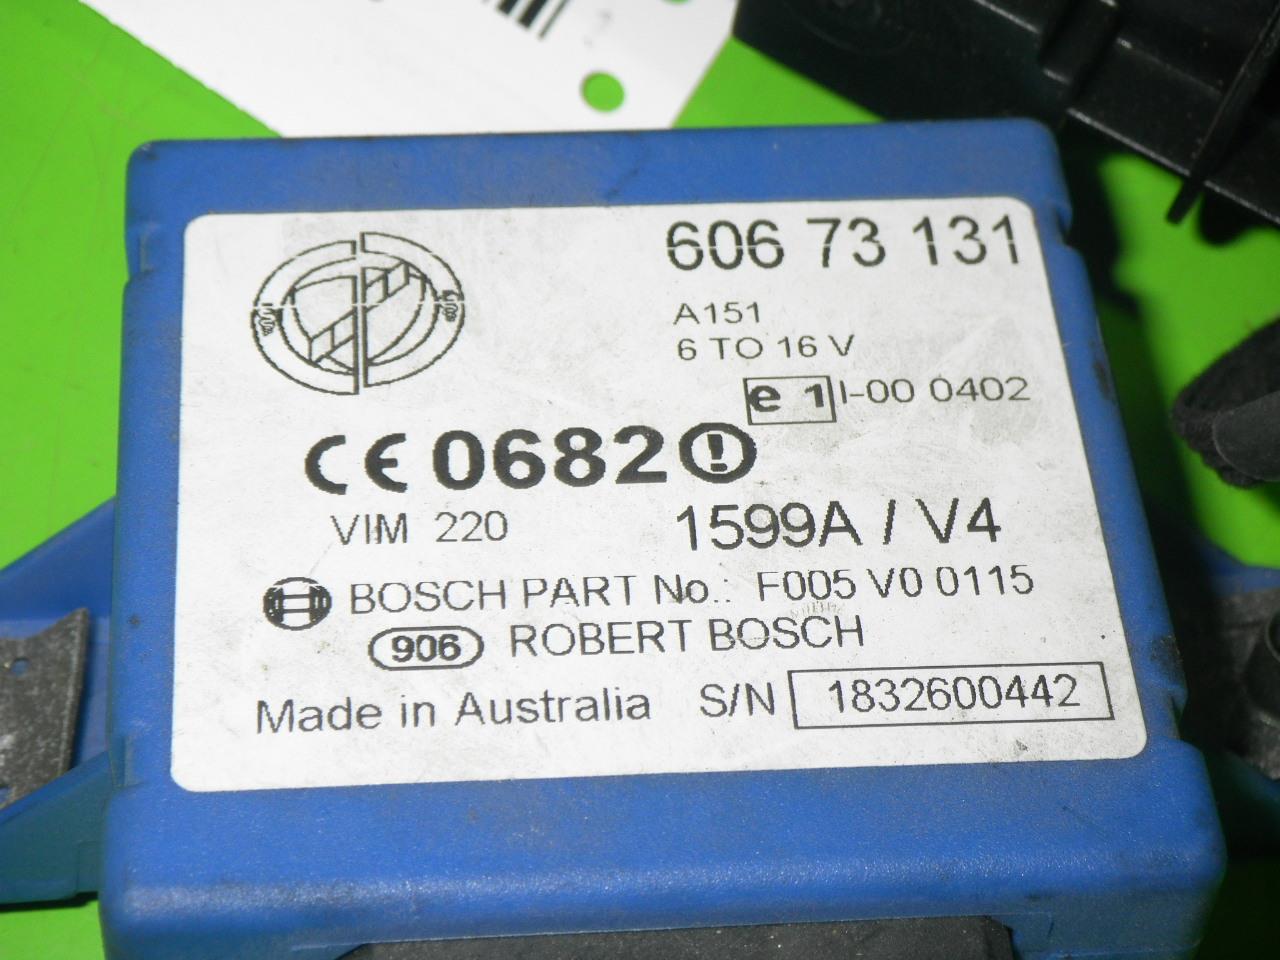 606 73 131
A151
6 TO 16 V
e 1 I-00 0402
CE 0682 !
VIM 220 1599A / V4
BOSCH PART No.: F005 V0 0115
906 ROBERT BOSCH
Made in Australia S/N 1832600442